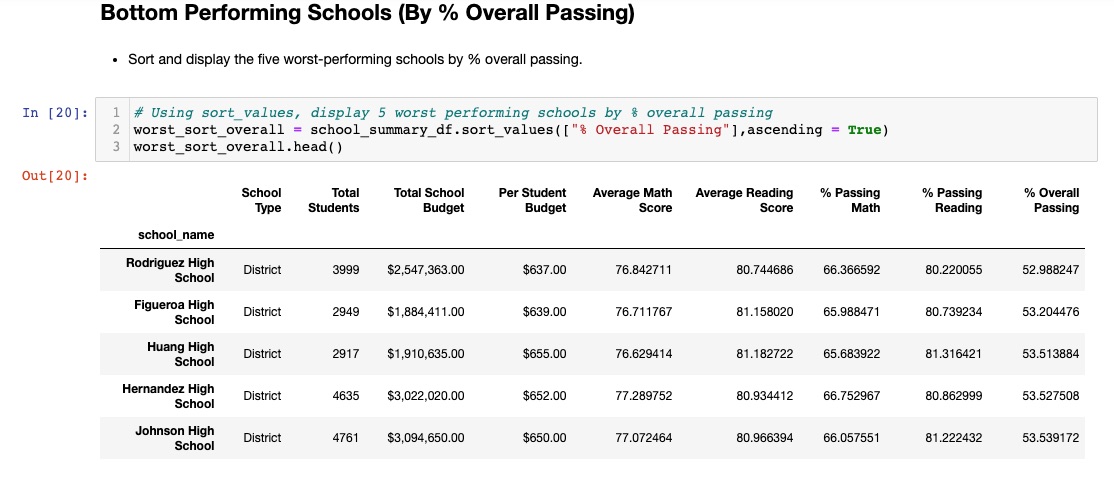 Bottom Performing Schools (By % Overall Passing)
• Sort and display the five worst-performing schools by % overall passing.
In [20]:
1 # Using sort_values, display 5 worst performing schools by % overall passing
2 worst_sort_overall = school_summary_df.sort_values(["% Overall Passing"],ascending = True)
3 worst_sort_overall.head()
Out[20]:
School Total Total School Per Student Average Math Average Reading % Passing % Passing % Overall
Type Students Budget Budget Score Score Math Reading Passing
school_name
Rodriguez High
School District 3999 $2,547,363.00 $637.00 76.842711 80.744686 66.366592 80.220055 52.988247
Figueroa High
School District 2949 $1,884,411.00 $639.00 76.711767 81.158020 65.988471 80.739234 53.204476
Huang High
School District 2917 $1,910,635.00 $655.00 76.629414 81.182722 65.683922 81.316421 53.513884
Hernandez High
School District 4635 $3,022,020.00 $652.00 77.289752 80.934412 66.752967 80.862999 53.527508
Johnson High
School District 4761 $3,094,650.00 $650.00 77.072464 80.966394 66.057551 81.222432 53.539172